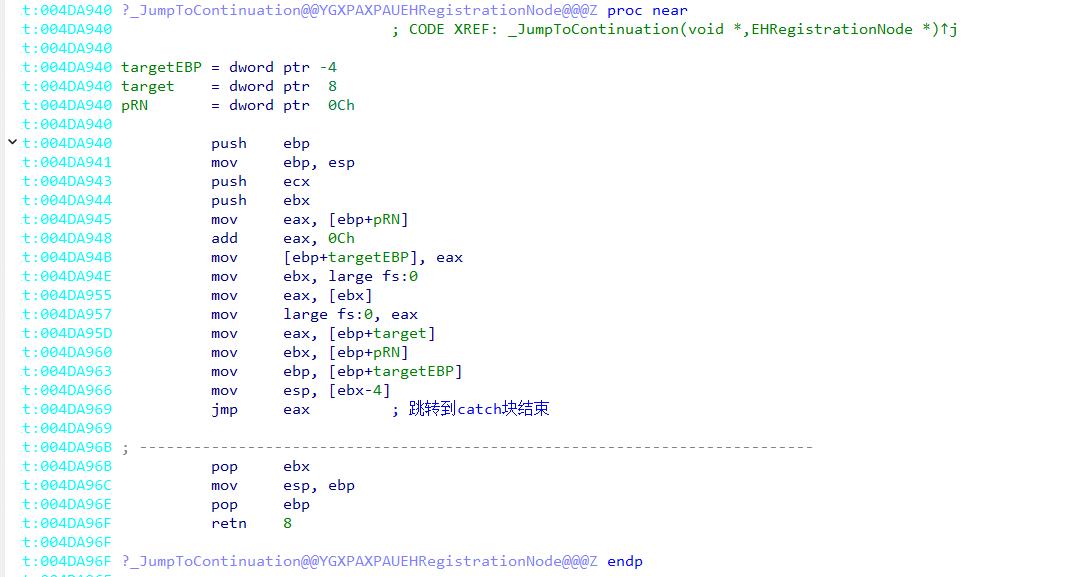 t:004DA940 ?_JumpToContinuation@@YGXPAXPAUEHRegistrationNode@@@Z proc near
t:004DA940 ; CODE XREF: _JumpToContinuation(void *,EHRegistrationNode *)↑j
t:004DA940
t:004DA940 targetEBP = dword ptr -4
t:004DA940 target = dword ptr 8
t:004DA940 pRN = dword ptr 0Ch
t:004DA940
t:004DA940 push ebp
t:004DA941 mov ebp, esp
t:004DA943 push ecx
t:004DA944 push ebx
t:004DA945 mov eax, [ebp+pRN]
t:004DA948 add eax, 0Ch
t:004DA94B mov [ebp+targetEBP], eax
t:004DA94E mov ebx, large fs:0
t:004DA955 mov eax, [ebx]
t:004DA957 mov large fs:0, eax
t:004DA95D mov eax, [ebp+target]
t:004DA960 mov ebx, [ebp+pRN]
t:004DA963 mov ebp, [ebp+targetEBP]
t:004DA966 mov esp, [ebx-4]
t:004DA969 jmp eax ; 跳转到catch块结束
t:004DA969
t:004DA96B ; ---------------------------------------------------------------------------
t:004DA96B pop ebx
t:004DA96C mov esp, ebp
t:004DA96E pop ebp
t:004DA96F retn 8
t:004DA96F
t:004DA96F ?_JumpToContinuation@@YGXPAXPAUEHRegistrationNode@@@Z endp